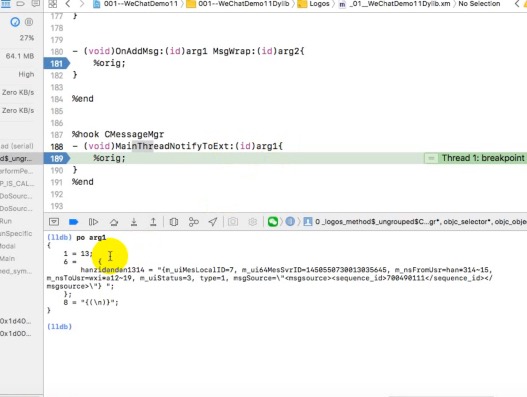 001--WeChatDemo11
001--WeChatDemo11Dylib
Logos
_01__WeChatDemo11Dylib.xm
No Selection
177 }
178
179
180 - (void)OnAddMsg:(id)arg1 MsgWrap:(id)arg2{
181 %orig;
182 }
183
184 %end
185
186
187 %hook CMessageMgr
188 - (void)MainThreadNotifyToExt:(id)arg1{
189 %orig; = Thread 1: breakpoint
190 }
191 %end
192
193
27%
64.1 MB
High
Zero KB/s
Zero KB/s
ad (serial)
d$_ungr...
erformPe...
P_IS_CAL...
DoSourc...
DoSourc...
Run
unSpecific
Modal
Main
ned_sym...
0x1d40...
0x1d00...
0 _logos_method$_ungrouped$C...gr*, objc_selector*, objc_obje
(lldb) po arg1
{
1 = 13;
6 = {
hanzidandan1314 = "{m_uiMesLocalID=7, m_ui64MesSvrID=1450550730013035645, m_nsFromUsr=han=314~15,
m_nsToUsr=wxi=a12~19, m_uiStatus=3, type=1, msgSource=\"<msgsource><sequence_id>700490111</sequence_id></
msgsource>\"} ";
};
8 = "{(\n)}";
}
(lldb)